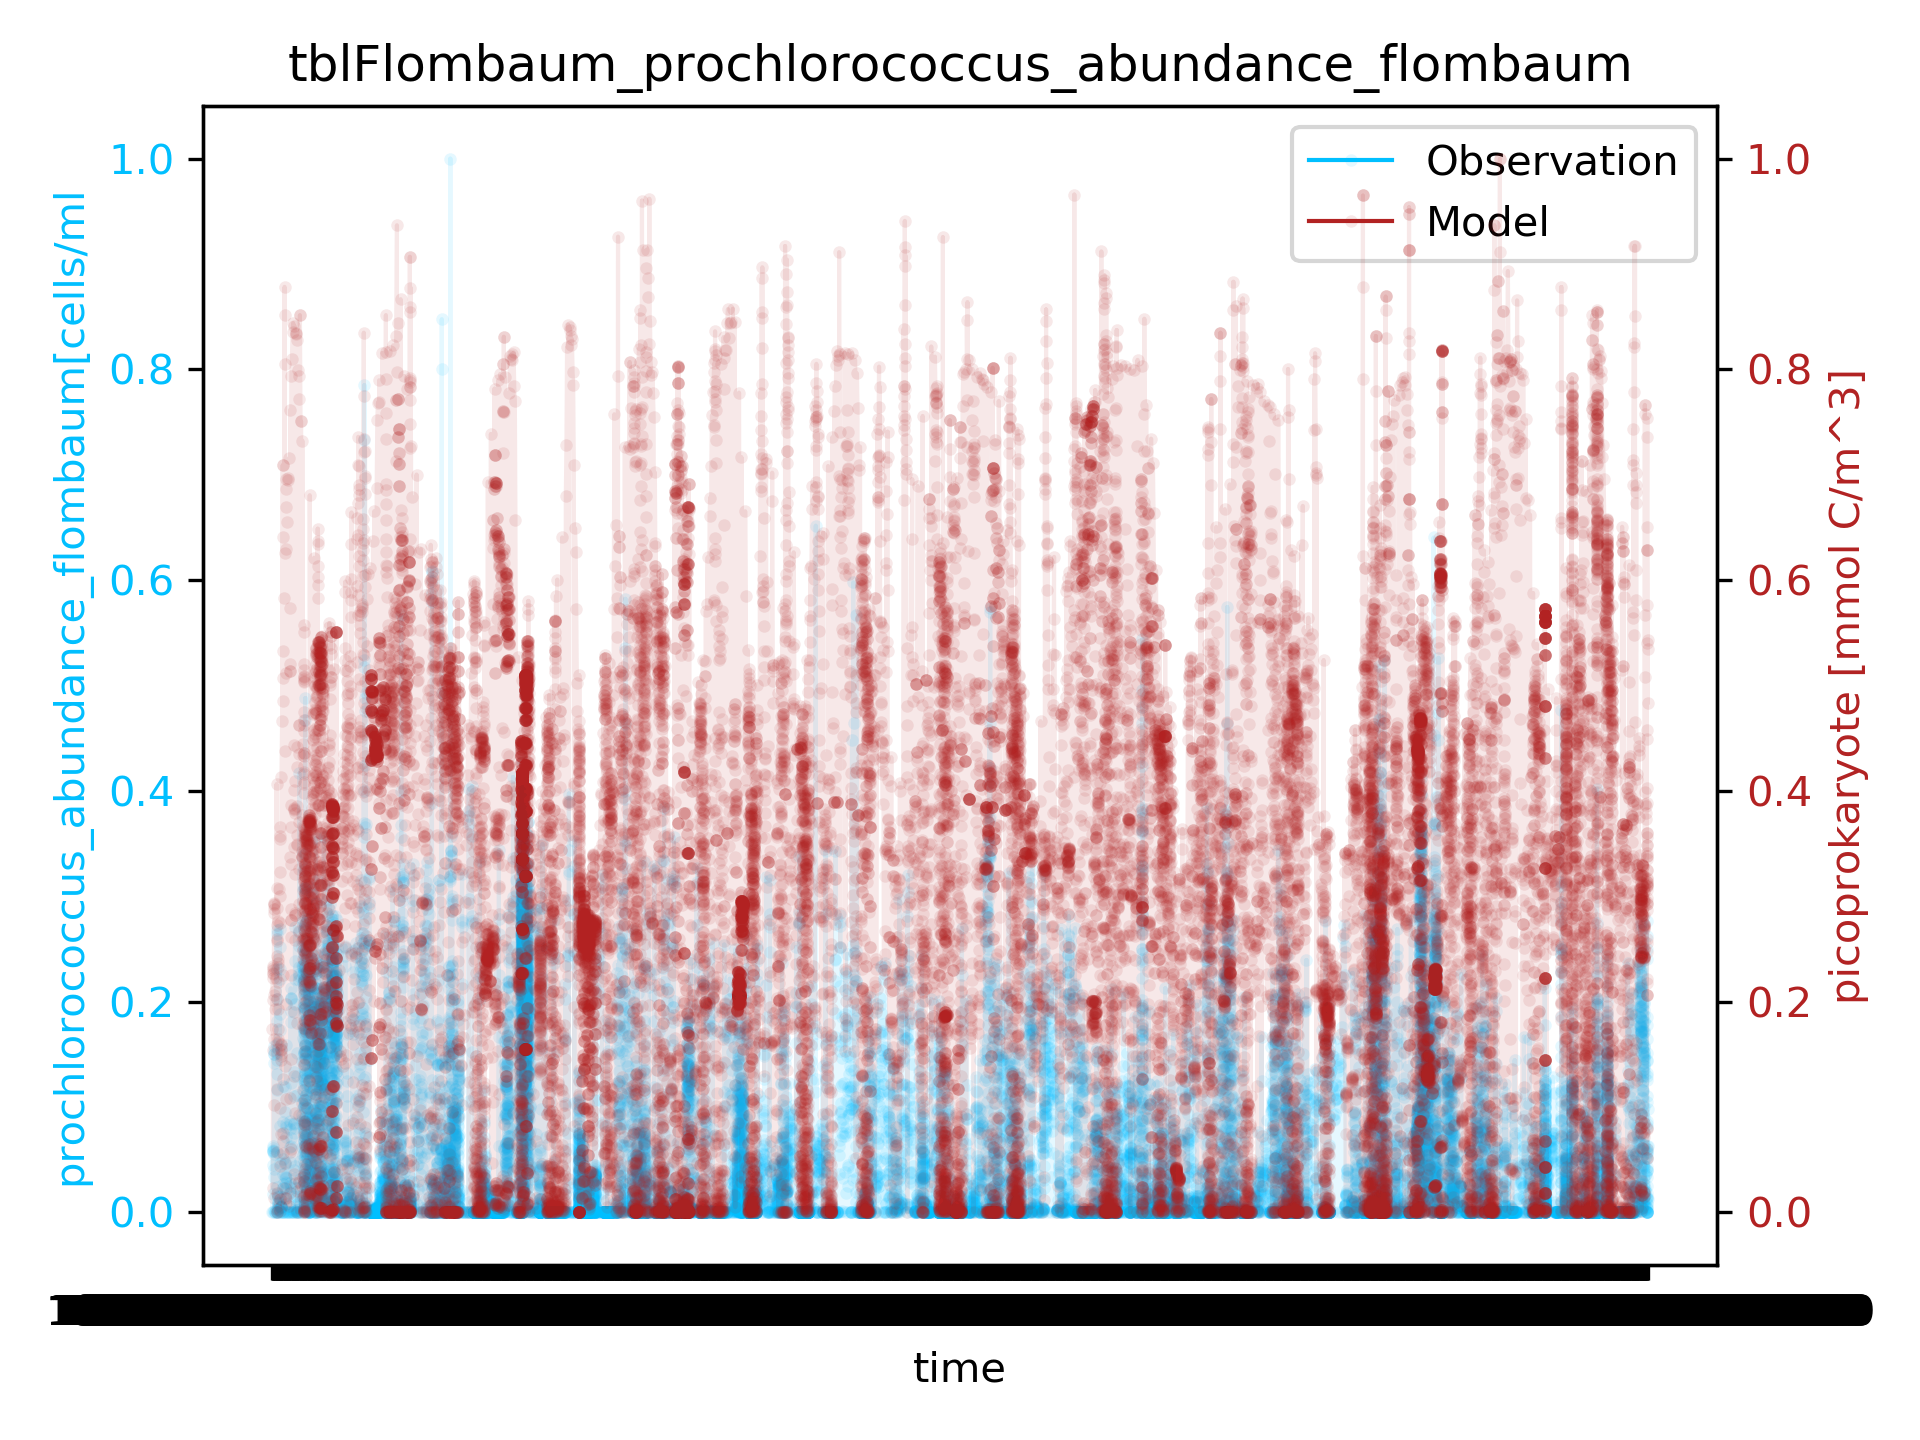 tblFlombaum_prochlorococcus_abundance_flombaum
Observation
Model
prochlorococcus_abundance_flombaum[cells/ml
1.0
0.8
0.6
0.4
0.2
0.0
1.0
0.8
0.6
0.4
0.2
0.0
picoprokaryote [mmol C/m^3]
time